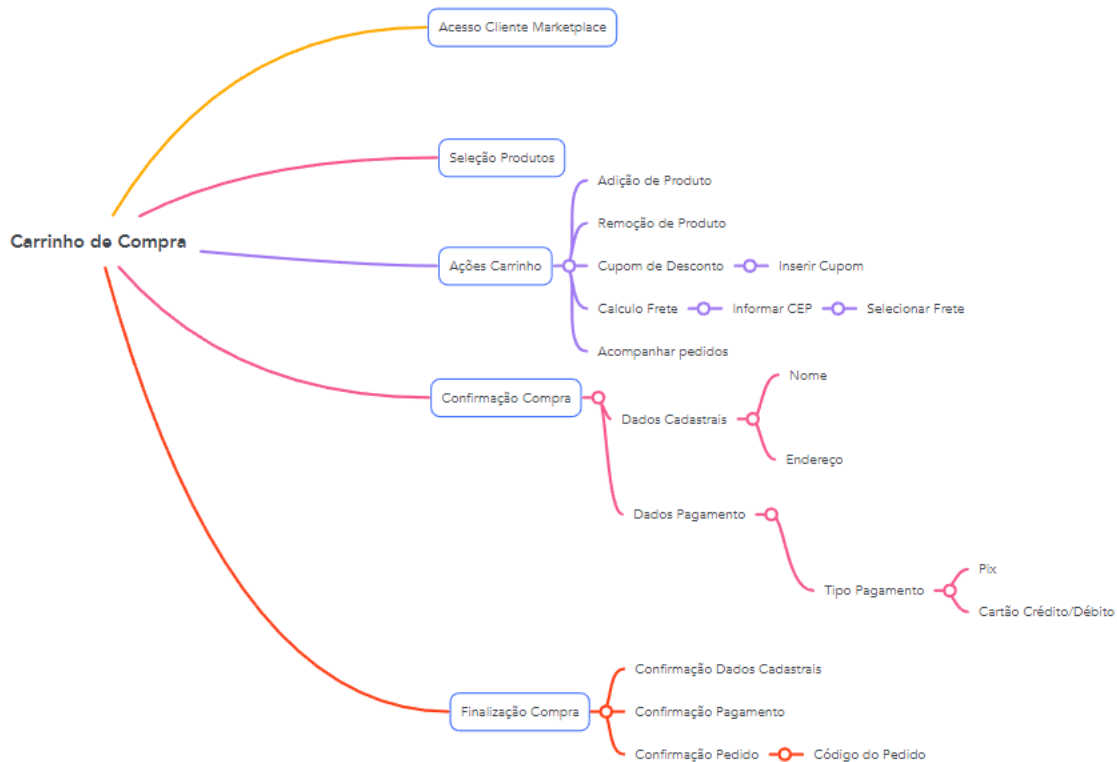 Acesso Cliente Marketplace
Seleção Produtos
Adição de Produto
Remoção de Produto
Carrinho de Compra
Ações Carrinho
Cupom de Desconto
Inserir Cupom
Calculo Frete
Informar CEP
Selecionar Frete
Acompanhar pedidos
Nome
Confirmação Compra
Dados Cadastrais
Endereço
Dados Pagamento
Pix
Tipo Pagamento
Cartão Crédito/Débito
Confirmação Dados Cadastrais
Finalização Compra
Confirmação Pagamento
Confirmação Pedido
Código do Pedido